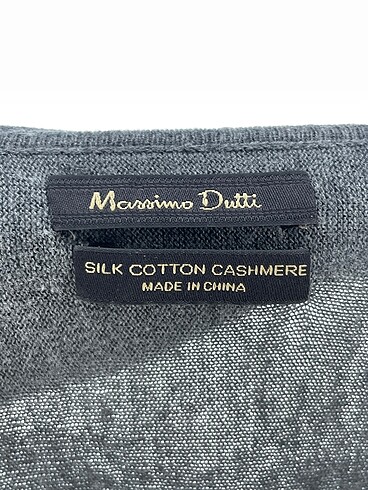 Massimo Dutti
SILK COTTON CASHMERE
MADE IN CHINA